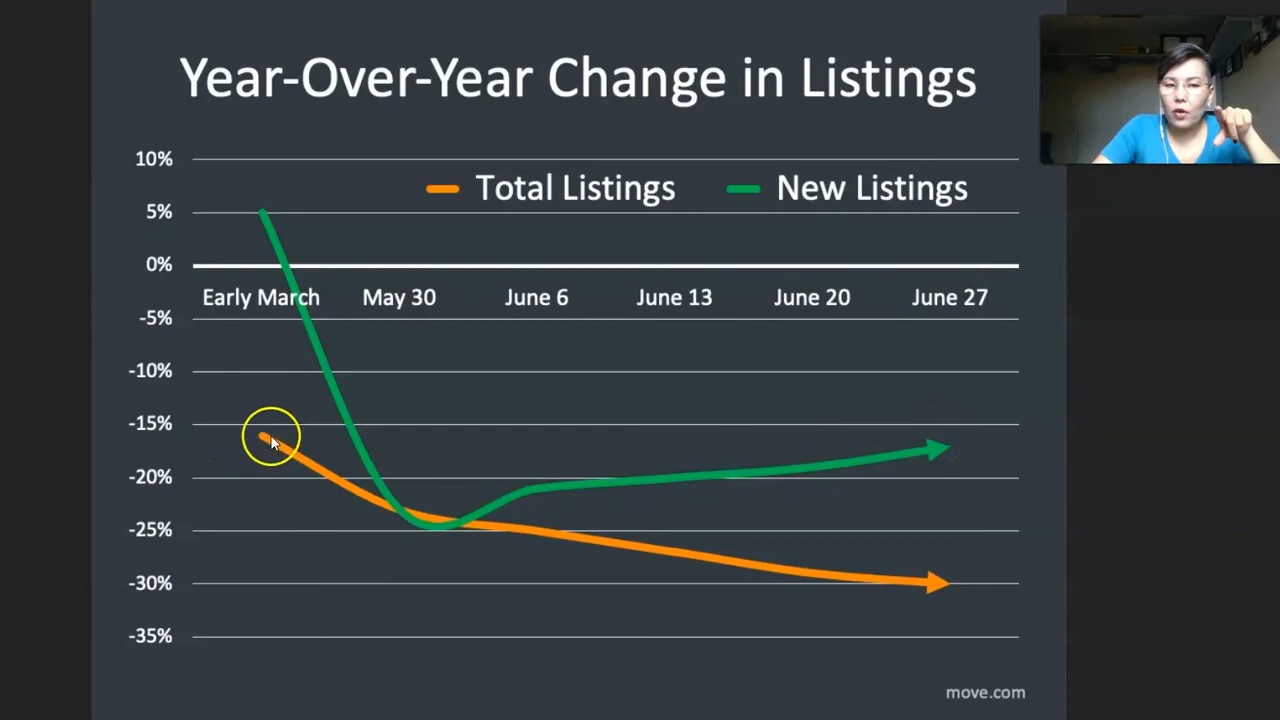 Year-Over-Year Change in Listings
10%
Total Listings
New Listings
5%
0%
Early March
May 30
June 6
June 13
June 20
June 27
-5%
-10%
-15%
-20%
-25%
-30%
-35%
move.com